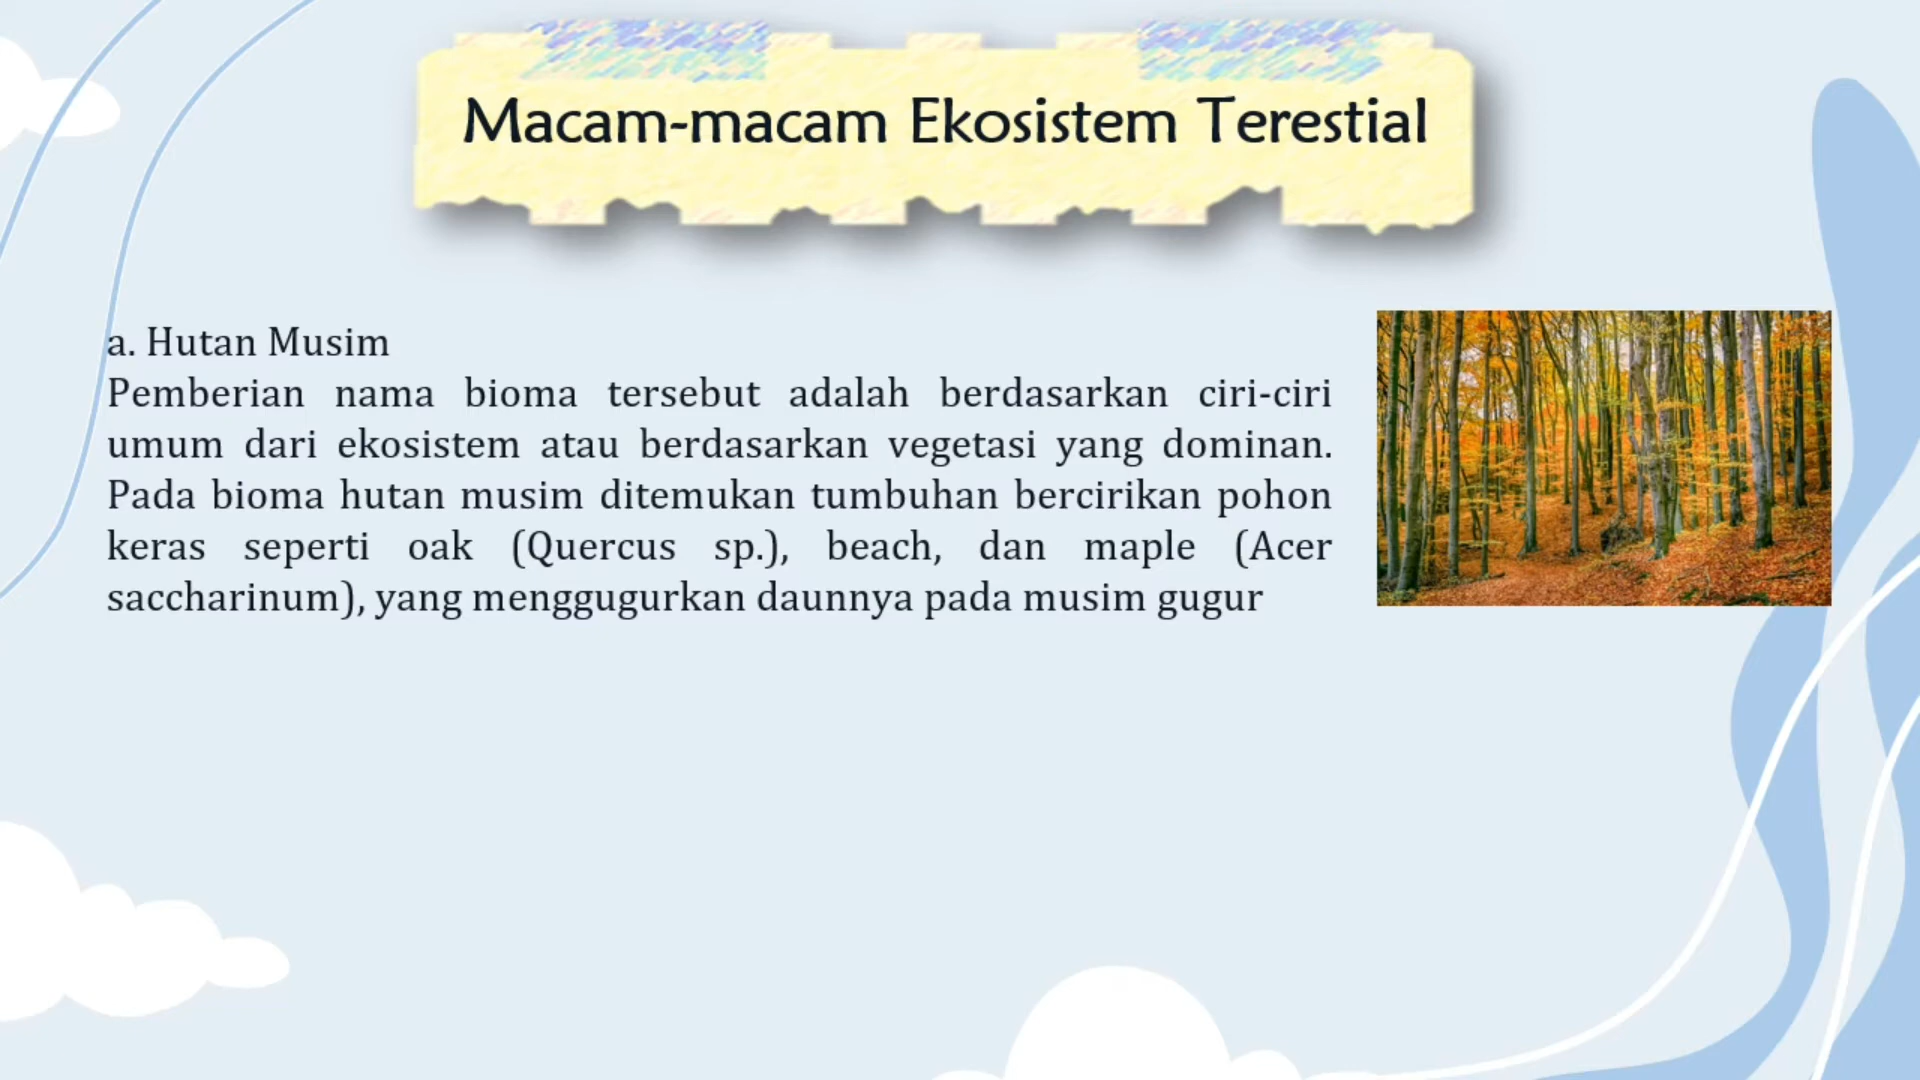 Macam-macam Ekosistem Terestial
a. Hutan Musim
Pemberian nama bioma tersebut adalah berdasarkan ciri-ciri
umum dari ekosistem atau berdasarkan vegetasi yang dominan.
Pada bioma hutan musim ditemukan tumbuhan bercirikan pohon
keras seperti oak (Quercus sp.), beach, dan maple (Acer
saccharinum), yang menggugurkan daunnya pada musim gugur